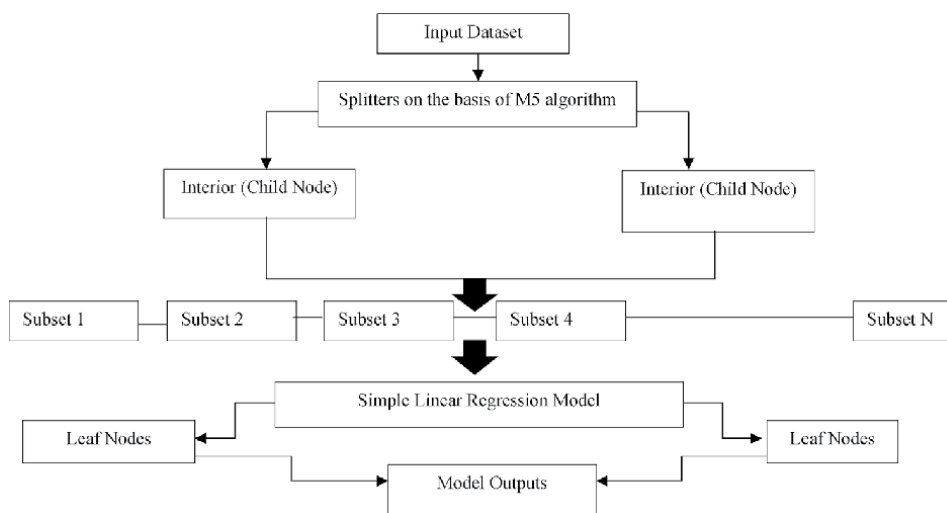 Input Dataset
Splitters on the basis of M5 algorithm
Interior (Child Node)
Interior (Child Node)
Subset 1
Subset 2
Subset 3
Subset 4
Subset N
Simple Linear Regression Model
Leaf Nodes
Leaf Nodes
Model Outputs